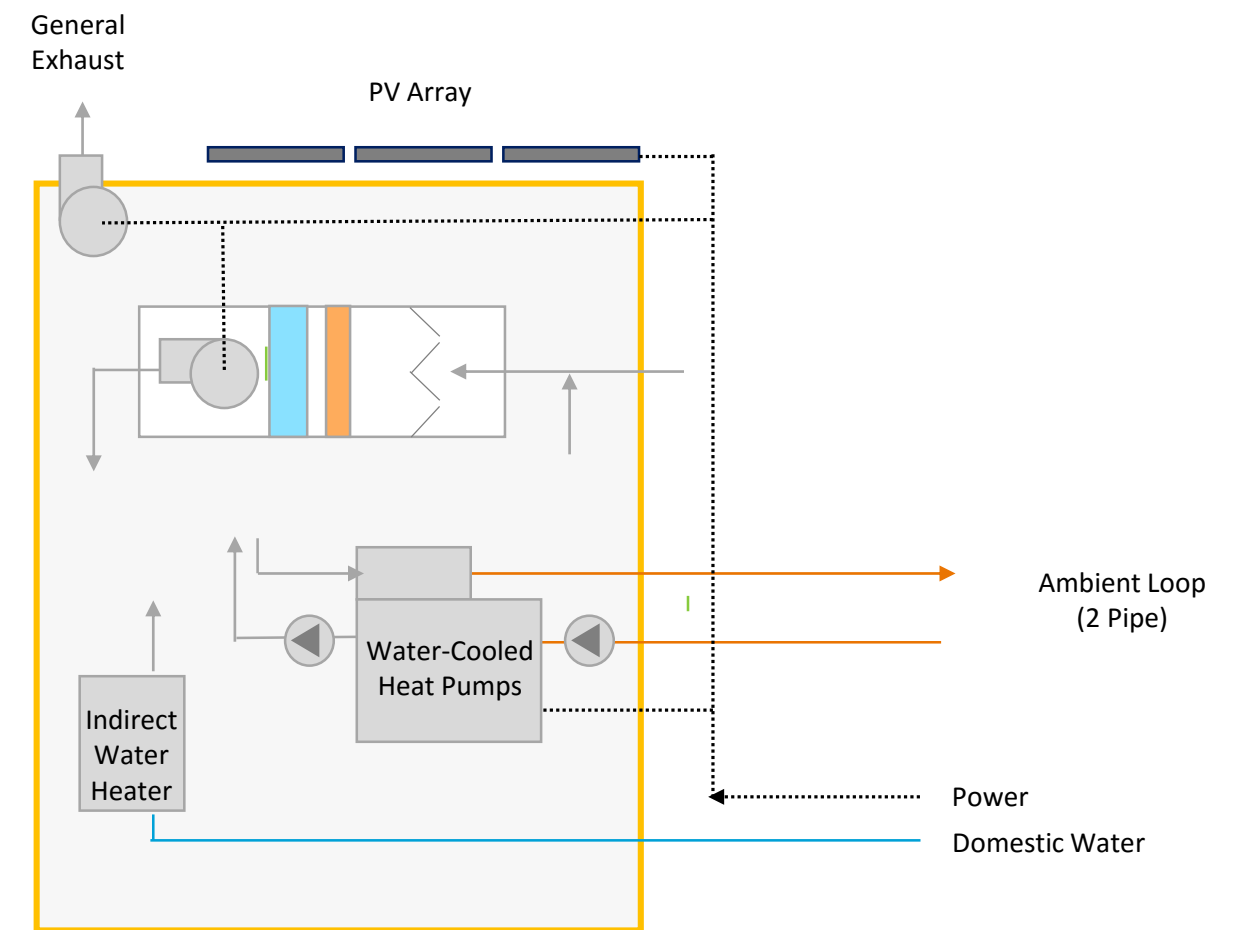 General
Exhaust
PV Array
Water-Cooled
Heat Pumps
Ambient Loop
(2 Pipe)
Indirect
Water
Heater
Power
Domestic Water